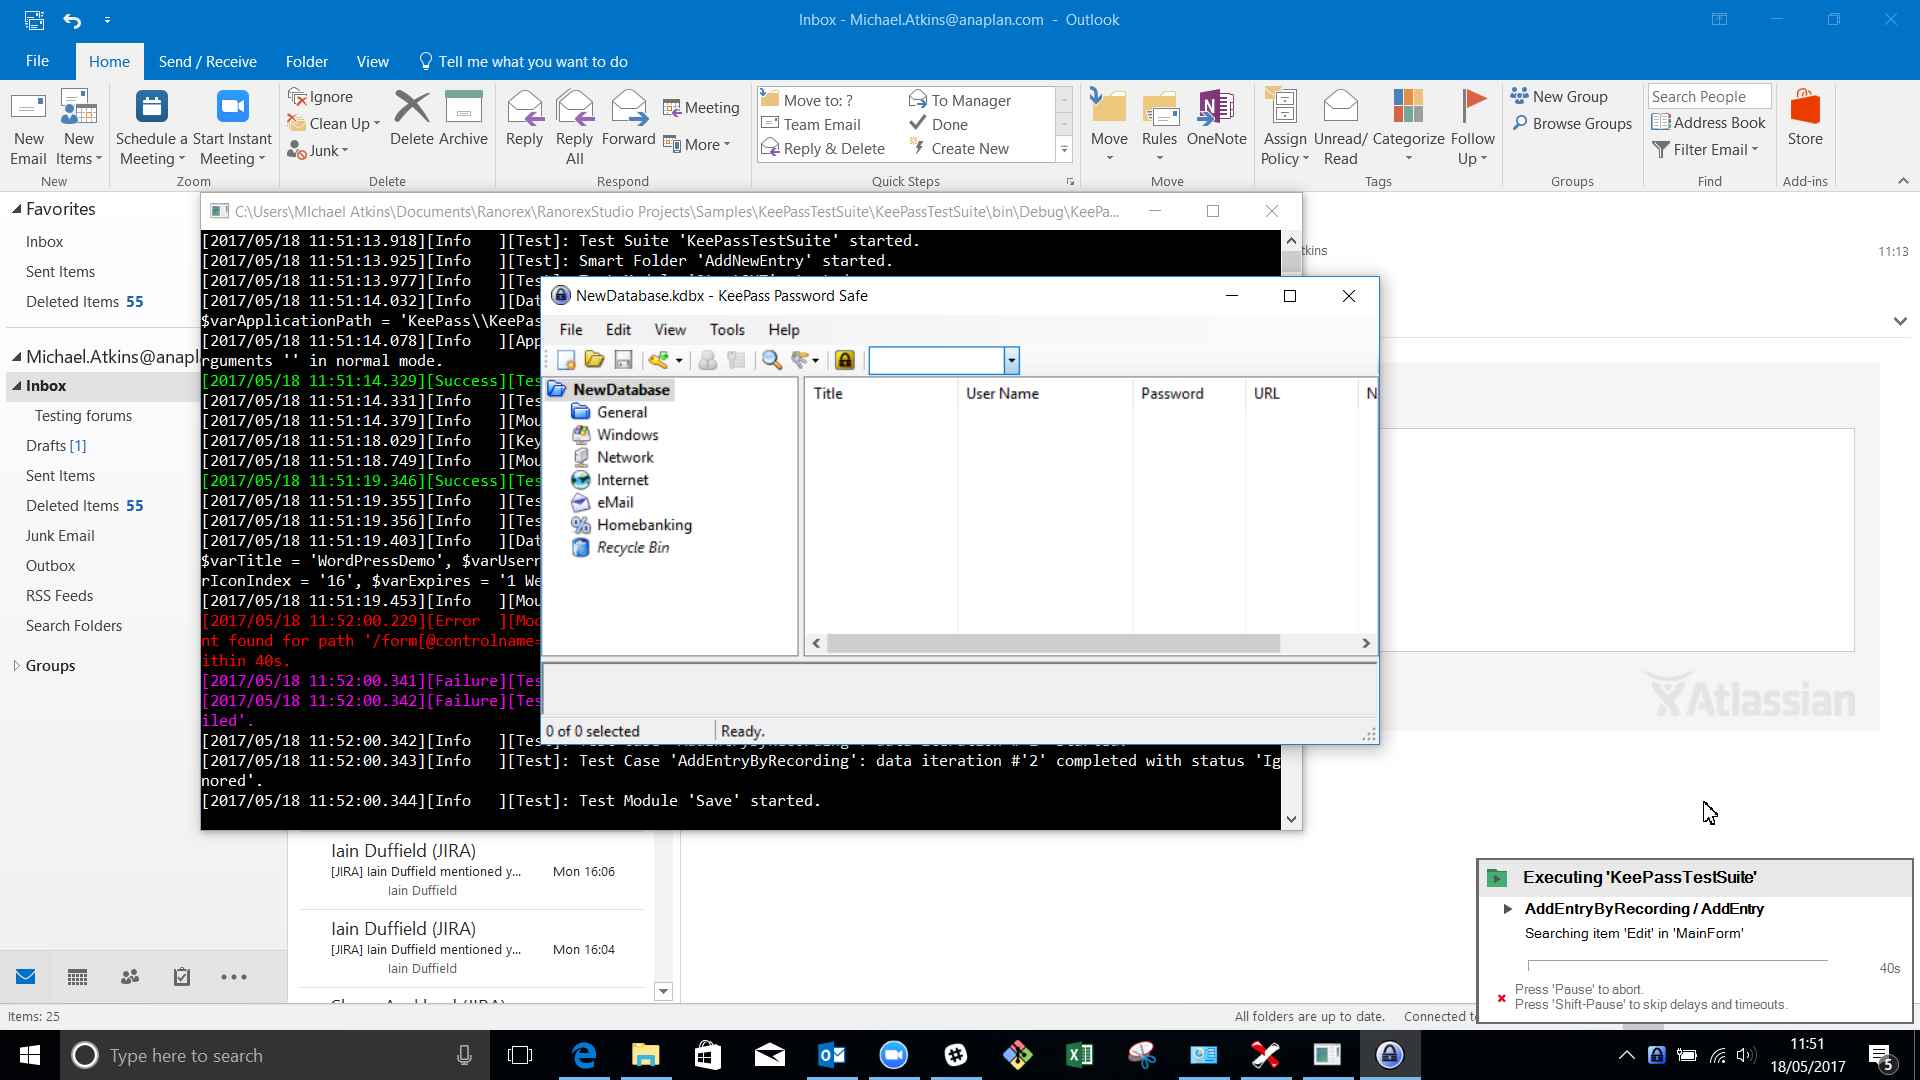 Inbox - Michael.Atkins@anaplan.com - Outlook
File Home Send / Receive Folder View Tell me what you want to do
New Email
New Items
New
Schedule a Meeting
Start Instant Meeting
Zoom
Ignore
Clean Up
Junk
Delete
Archive
Delete
Reply
Reply All
Forward
Meeting
More
Respond
Move to: ?
Team Email
Reply & Delete
To Manager
Done
Create New
Quick Steps
Move
Rules
OneNote
Move
Assign Policy
Unread/ Read
Categorize
Follow Up
Tags
New Group
Browse Groups
Groups
Search People
Address Book
Filter Email
Find
Store
Add-ins
Favorites
Inbox
Sent Items
Deleted Items 55
Michael.Atkins@anapl
Inbox
Testing forums
Drafts [1]
Sent Items
Deleted Items 55
Junk Email
Outbox
RSS Feeds
Search Folders
Groups
C:\Users\MIchael Atkins\Documents\Ranorex\RanorexStudio Projects\Samples\KeePassTestSuite\KeePassTestSuite\bin\Debug\KeePa...
[2017/05/18 11:51:13.918][Info ][Test]: Test Suite 'KeePassTestSuite' started.
[2017/05/18 11:51:13.925][Info ][Test]: Smart Folder 'AddNewEntry' started.
[2017/05/18 11:51:13.977][Info ][Tes
[2017/05/18 11:51:14.032][Info ][Dat
$varApplicationPath = 'KeePass\\KeePas
[2017/05/18 11:51:14.078][Info ][App
rguments '' in normal mode.
[2017/05/18 11:51:14.329][Success][Tes
[2017/05/18 11:51:14.331][Info ][Tes
[2017/05/18 11:51:14.379][Info ][Mou
[2017/05/18 11:51:18.029][Info ][Key
[2017/05/18 11:51:18.749][Info ][Mou
[2017/05/18 11:51:19.346][Success][Tes
[2017/05/18 11:51:19.355][Info ][Tes
[2017/05/18 11:51:19.356][Info ][Tes
[2017/05/18 11:51:19.403][Info ][Dat
$varTitle = 'WordPressDemo', $varUsern
rIconIndex = '16', $varExpires = '1 We
[2017/05/18 11:51:19.453][Info ][Mou
[2017/05/18 11:52:00.229][Error ][Mod
nt found for path '/form[@controlname=
ithin 40s.
[2017/05/18 11:52:00.341][Failure][Tes
[2017/05/18 11:52:00.342][Failure][Tes
iled'.
[2017/05/18 11:52:00.342][Info ][Test]: Test Case 'AddEntryByRecording': data iteration #'2' started.
[2017/05/18 11:52:00.343][Info ][Test]: Test Case 'AddEntryByRecording': data iteration #'2' completed with status 'Ig
nored'.
[2017/05/18 11:52:00.344][Info ][Test]: Test Module 'Save' started.
NewDatabase.kdbx - KeePass Password Safe
File Edit View Tools Help
NewDatabase
General
Windows
Network
Internet
eMail
Homebanking
Recycle Bin
Title User Name Password URL N
0 of 0 selected Ready.
tkins
11:13
Atlassian
Iain Duffield (JIRA)
[JIRA] Iain Duffield mentioned y... Mon 16:06
Iain Duffield
Iain Duffield (JIRA)
[JIRA] Iain Duffield mentioned y... Mon 16:04
Iain Duffield
Executing 'KeePassTestSuite'
AddEntryByRecording / AddEntry
Searching item 'Edit' in 'MainForm'
40s
Press 'Pause' to abort.
Press 'Shift-Pause' to skip delays and timeouts.
Items: 25
All folders are up to date. Connected t
Type here to search
11:51
18/05/2017
5